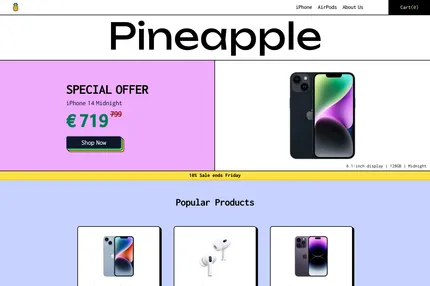 iPhone AirPods About Us Cart(0)
Pineapple
SPECIAL OFFER
iPhone 14 Midnight
€719 799
Shop Now
6.1-inch display | 128GB | Midnight
10% Sale ends Friday
Popular Products